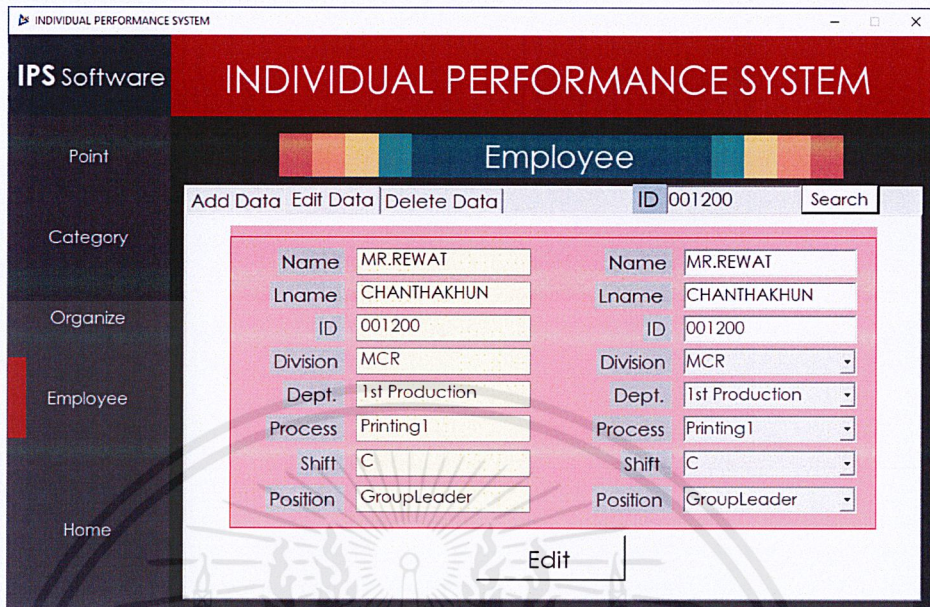 INDIVIDUAL PERFORMANCE SYSTEM
IPS Software
INDIVIDUAL PERFORMANCE SYSTEM
Point
Category
Organize
Employee
Home
Employee
Add Data Edit Data Delete Data ID 001200 Search
Name MR.REWAT Name MR.REWAT
Lname CHANTHAKHUN Lname CHANTHAKHUN
ID 001200 ID 001200
Division MCR Division MCR
Dept. 1st Production Dept. 1st Production
Process Printing1 Process Printing1
Shift C Shift C
Position GroupLeader Position GroupLeader
Edit